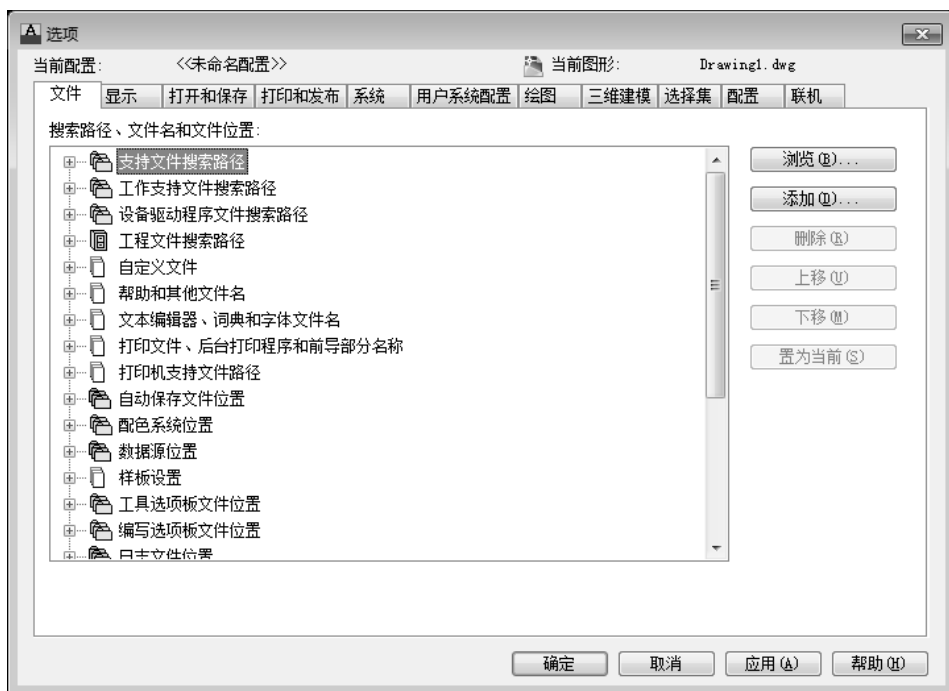 选项
当前配置: <<未命名配置>> 当前图形: Drawing1.dwg
文件 显示 打开和保存 打印和发布 系统 用户系统配置 绘图 三维建模 选择集 配置 联机
搜索路径、文件名和文件位置:
支持文件搜索路径
工作支持文件搜索路径
设备驱动程序文件搜索路径
工程文件搜索路径
自定义文件
帮助和其他文件名
文本编辑器、词典和字体文件名
打印文件、后台打印程序和前导部分名称
打印机支持文件路径
自动保存文件位置
配色系统位置
数据源位置
样板设置
工具选项板文件位置
编写选项板文件位置
日志文件位置
浏览(B)...
添加(D)...
删除(R)
上移(U)
下移(M)
置为当前(S)
确定 取消 应用(A) 帮助(H)